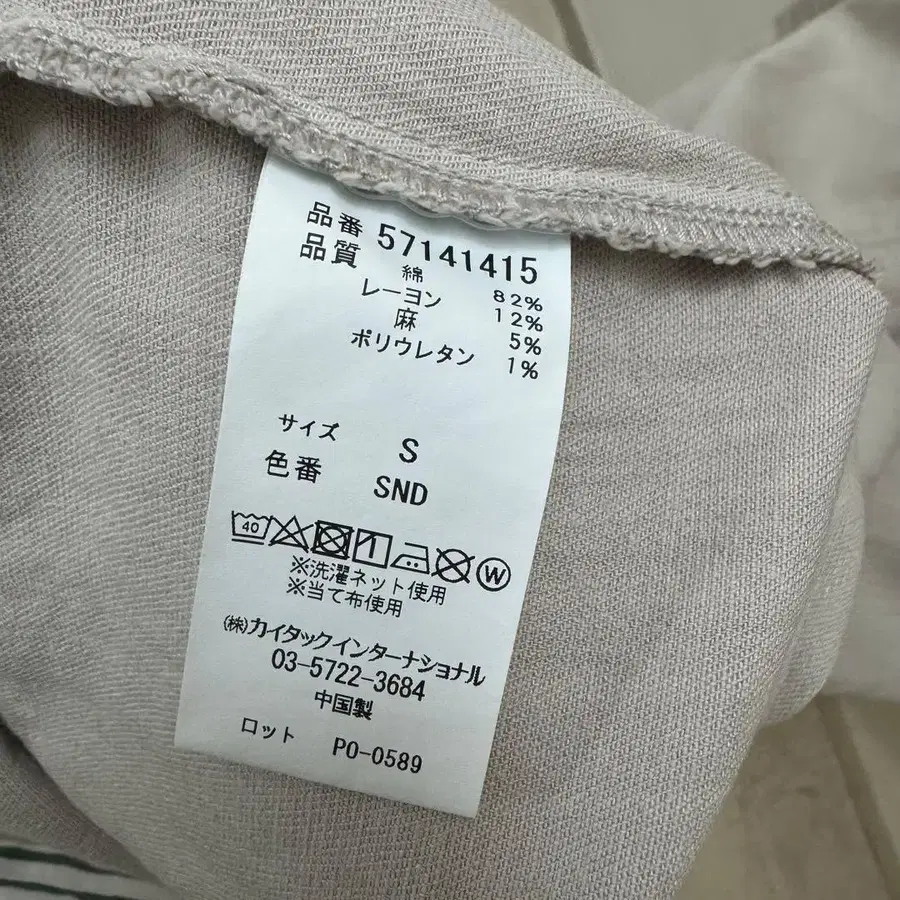 品番 57141415
品質 綿 82%
レーヨン 12%
麻 5%
ポリウレタン 1%
サイズ S
色番 SND
40 W
※洗濯ネット使用
※当て布使用
(株)カイタックインターナショナル
03-5722-3684
中国製
ロット PO-0589